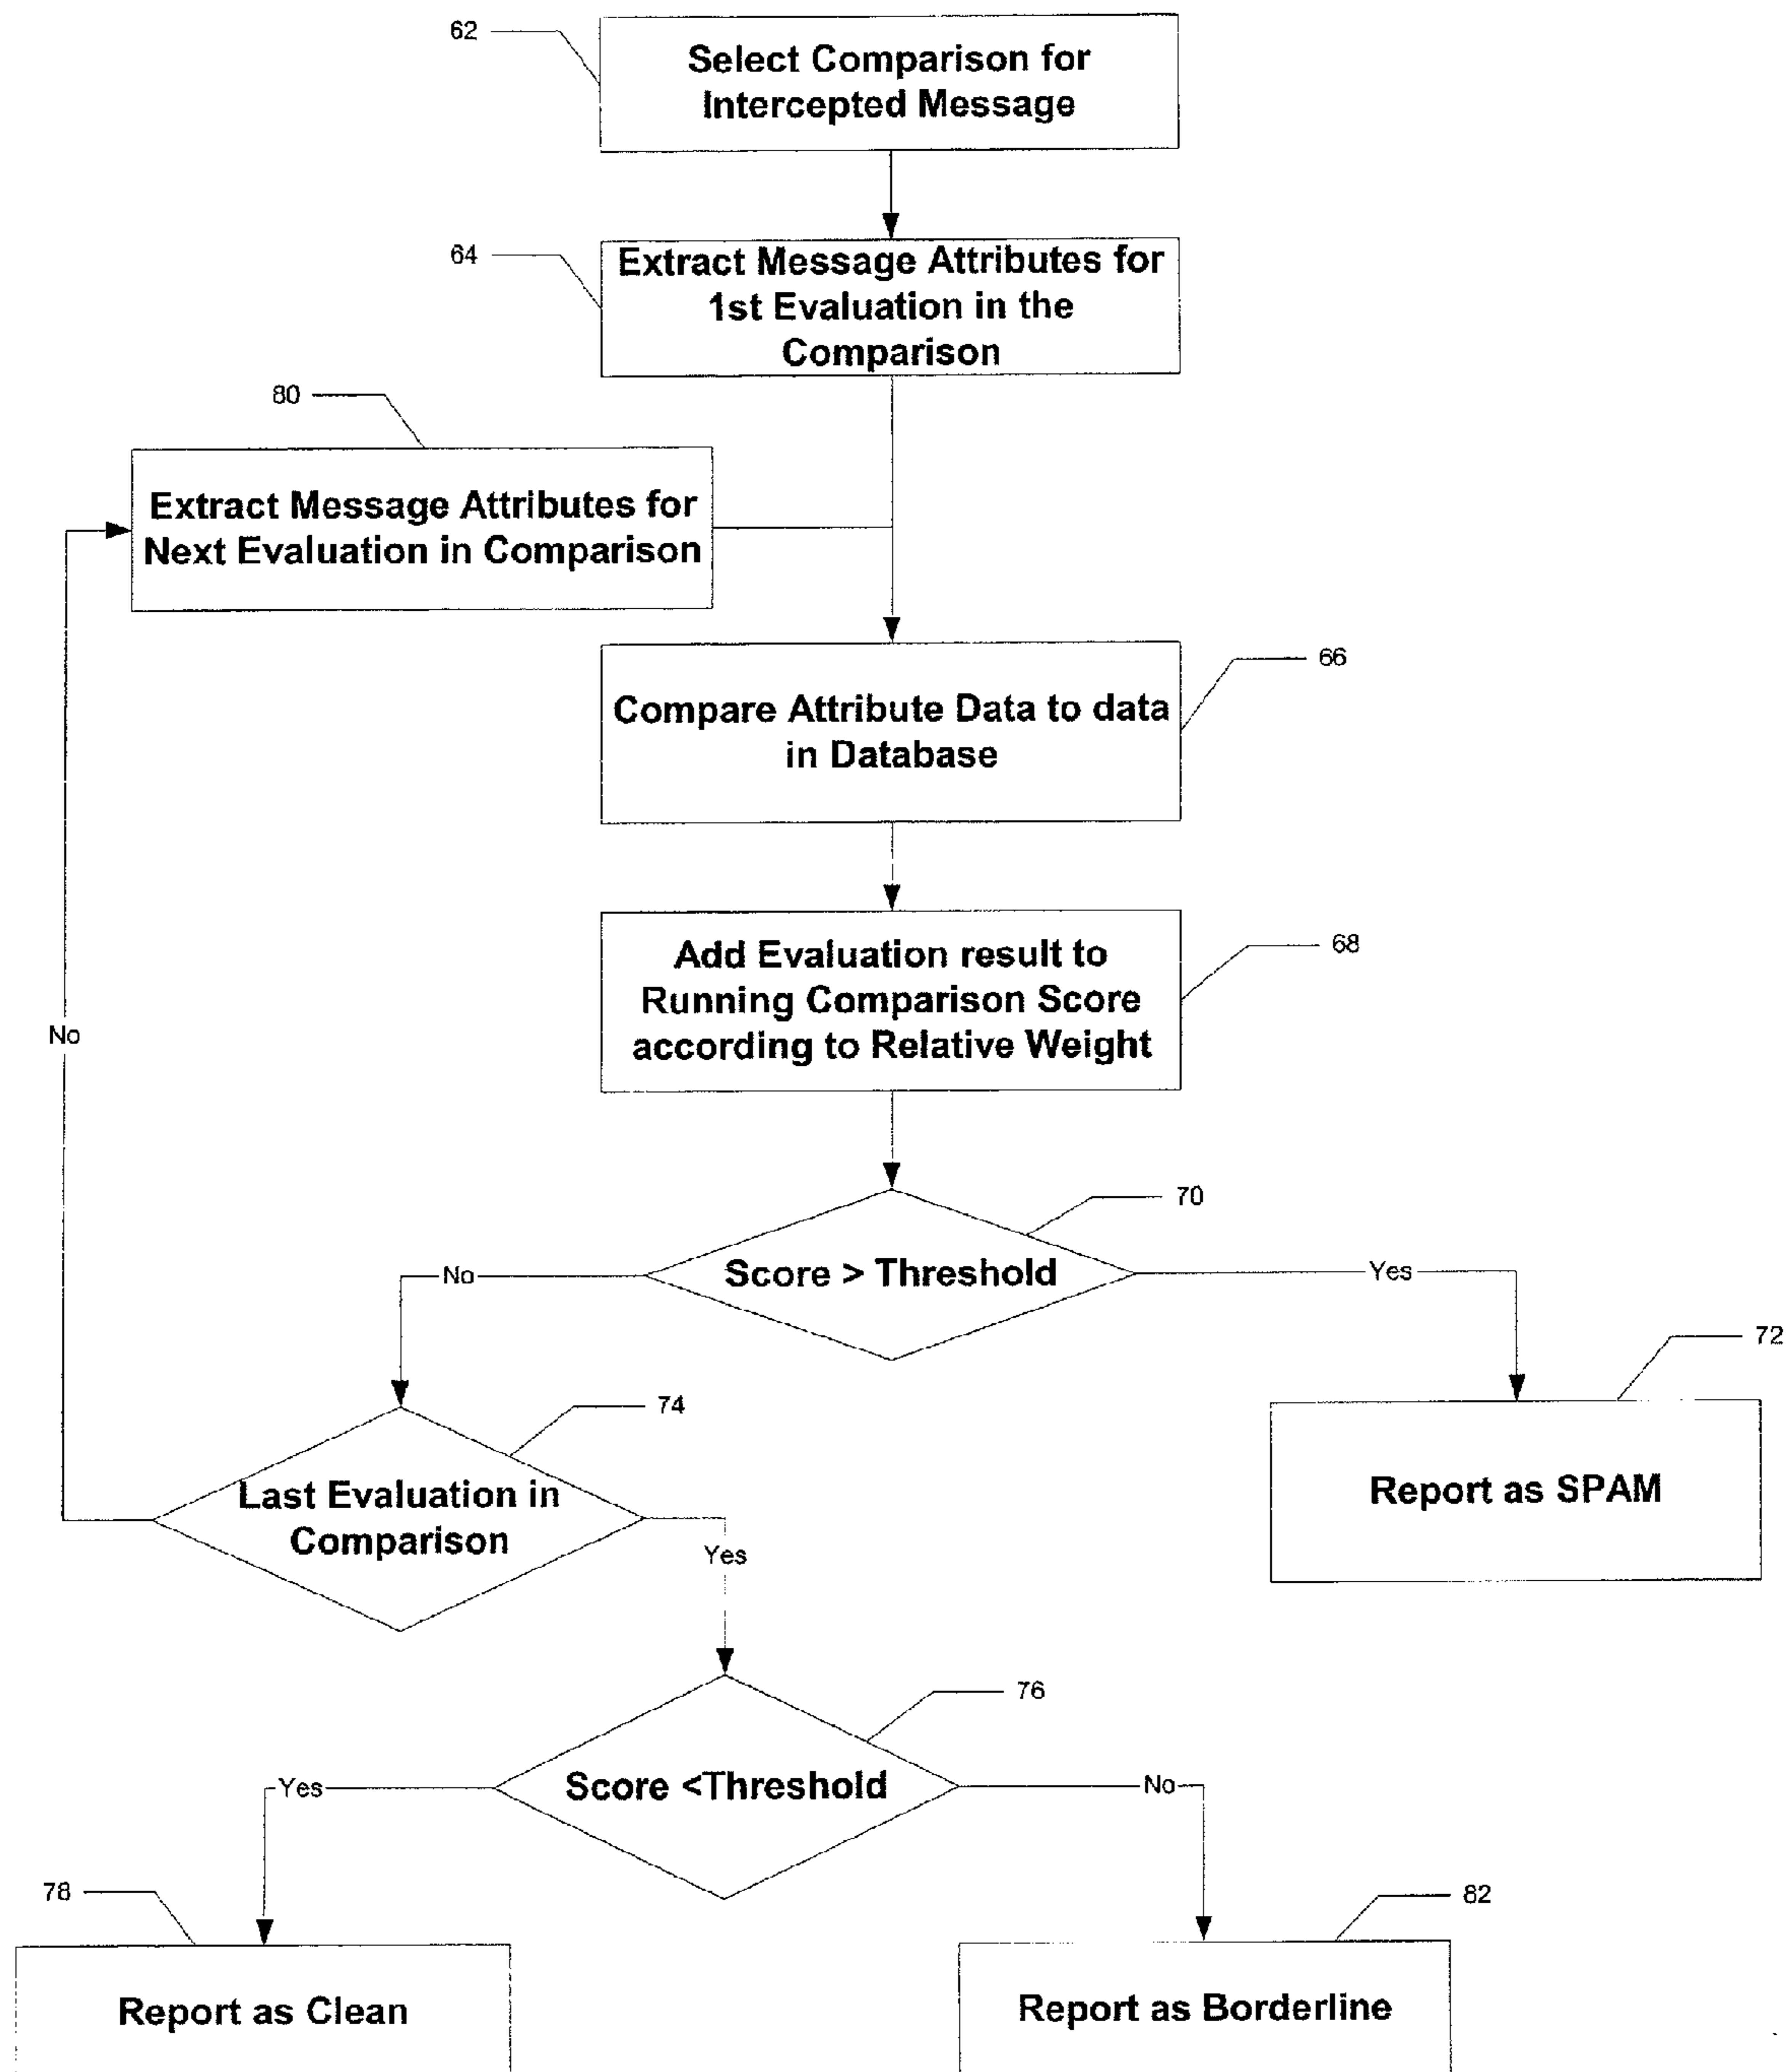 62
Select Comparison for
Intercepted Message
64
Extract Message Attributes for
1st Evaluation in the
Comparison
80
Extract Message Attributes for
Next Evaluation in Comparison
66
Compare Attribute Data to data
in Database
68
Add Evaluation result to
Running Comparison Score
according to Relative Weight
No
70
No
Score > Threshold
Yes
72
Report as SPAM
74
Last Evaluation in
Comparison
Yes
76
Yes
Score <Threshold
No
78
Report as Clean
82
Report as Borderline